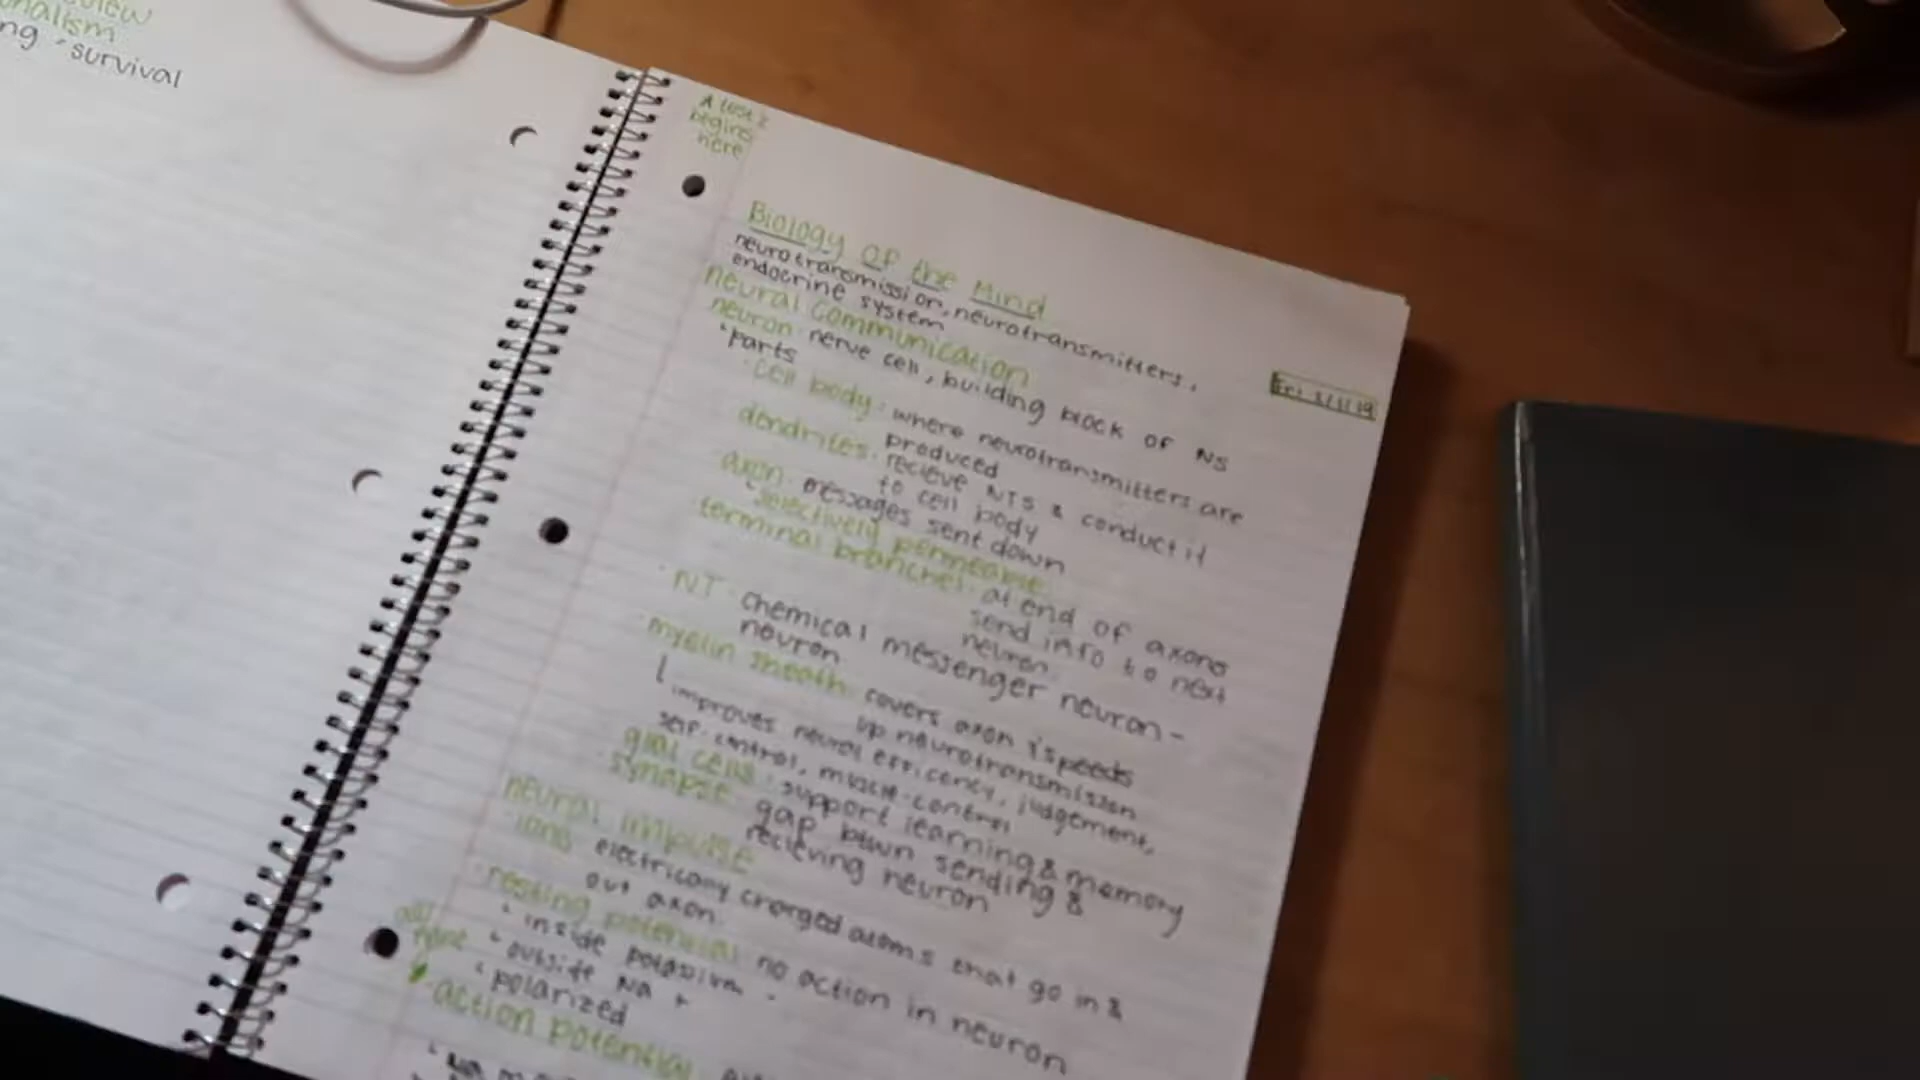 view
nalism
ng · survival
A test 2
begins
here
Biology of the Mind
neurotransmission, neurotransmitters,
endocrine system
Neural Communication
neuron: nerve cell, building block of NS
parts
cell body: where neurotransmitters are
produced
dendrites: recieve NTs & conduct it
to cell body
axon: messages sent down
selectively permeable
terminal branches: at end of axons
send info to next
neuron
NT: chemical messenger neuron-
neuron
myelin sheath: covers axon & speeds
up neurotransmission
improves neural efficency, judgement,
self-control, muscle-control
glial cells: support learning & memory
synapse: gap btwn sending &
recieving neuron
neural impulse
ions: electrically charged atoms that go in &
out axon
resting potential: no action in neuron
inside potassium -
outside Na +
polarized
action potential